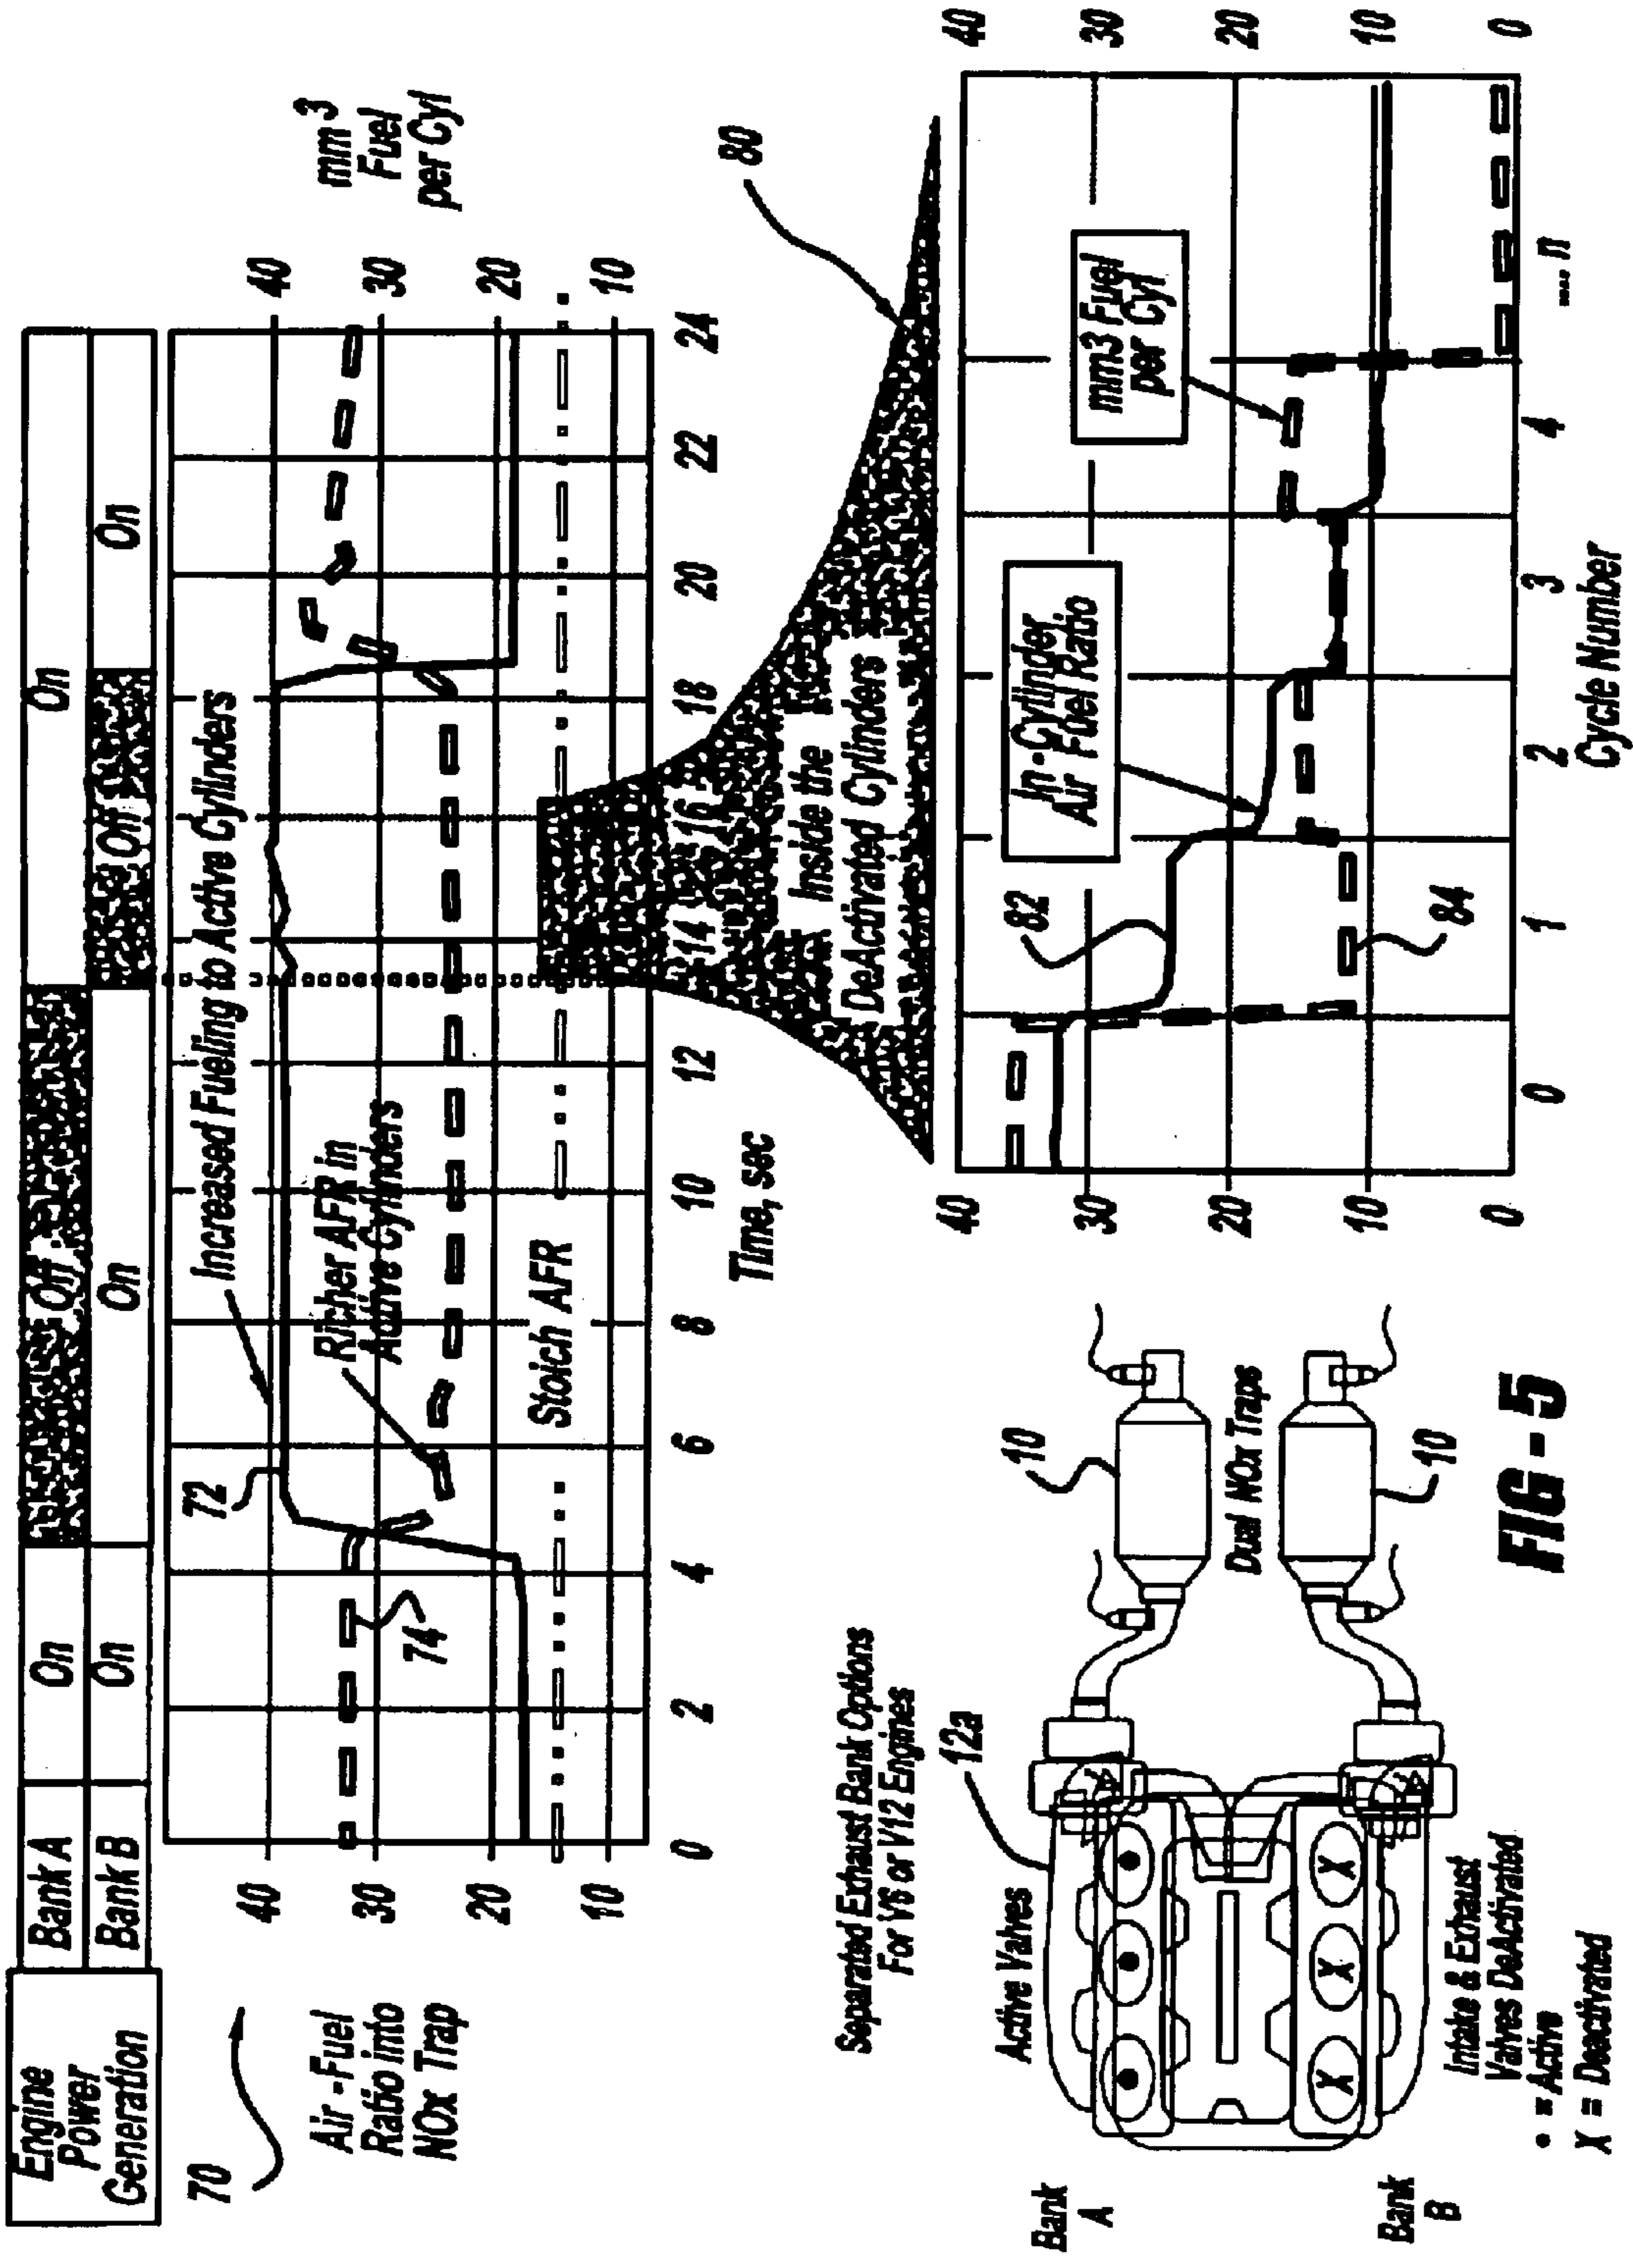 Engine
Power
Generation
Bank A
On
Off
On
Bank B
On
On
Off
On
70
Air-Fuel
Ratio into
NOx Trap
40
30
20
10
72
Increased Fueling to Active Cylinders
74
Richer AFR in
Active Cylinders
Stoich AFR
40
30
20
10
mm3
Fuel
per Cyl
0
2
4
6
8
10
12
14
16
18
20
22
24
Time, sec
80
Inside the
DeActivated Cylinders
40
30
20
10
0
82
84
In-Cylinder
Air Fuel Ratio
mm3 Fuel
per Cyl
40
30
20
10
0
0
1
2
3
4
.... n
Cycle Number
Separated Exhaust Bank Options
For V6 or V12 Engines
Active Valves
12a
Bank
A
Bank
B
X X X
10
Dual NOx Traps
10
Intake & Exhaust
Valves DeActivated
• = Active
X = Deactivated
FIG - 5